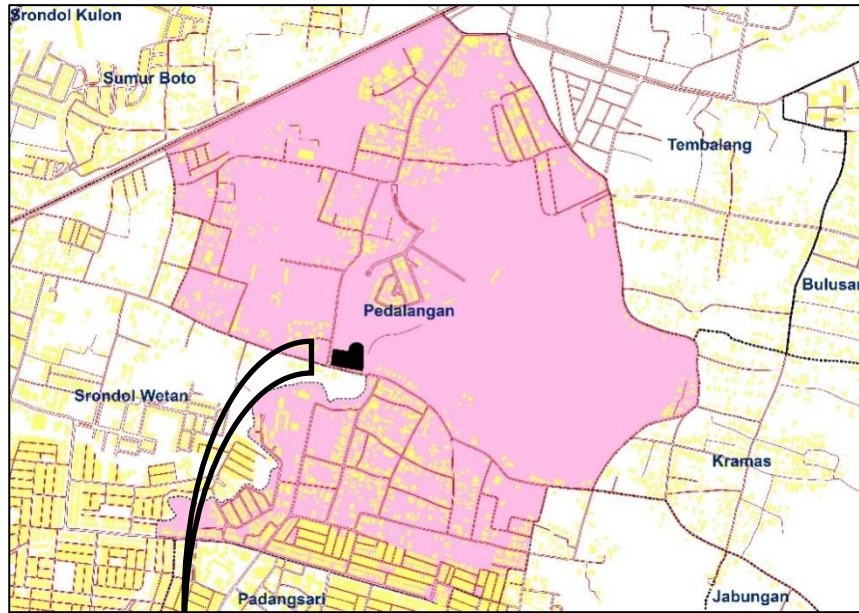 Srondol Kulon
Sumur Boto
Tembalang
Bulusan
Pedalangan
Srondol Wetan
Kramas
Padangsari
Jabungan